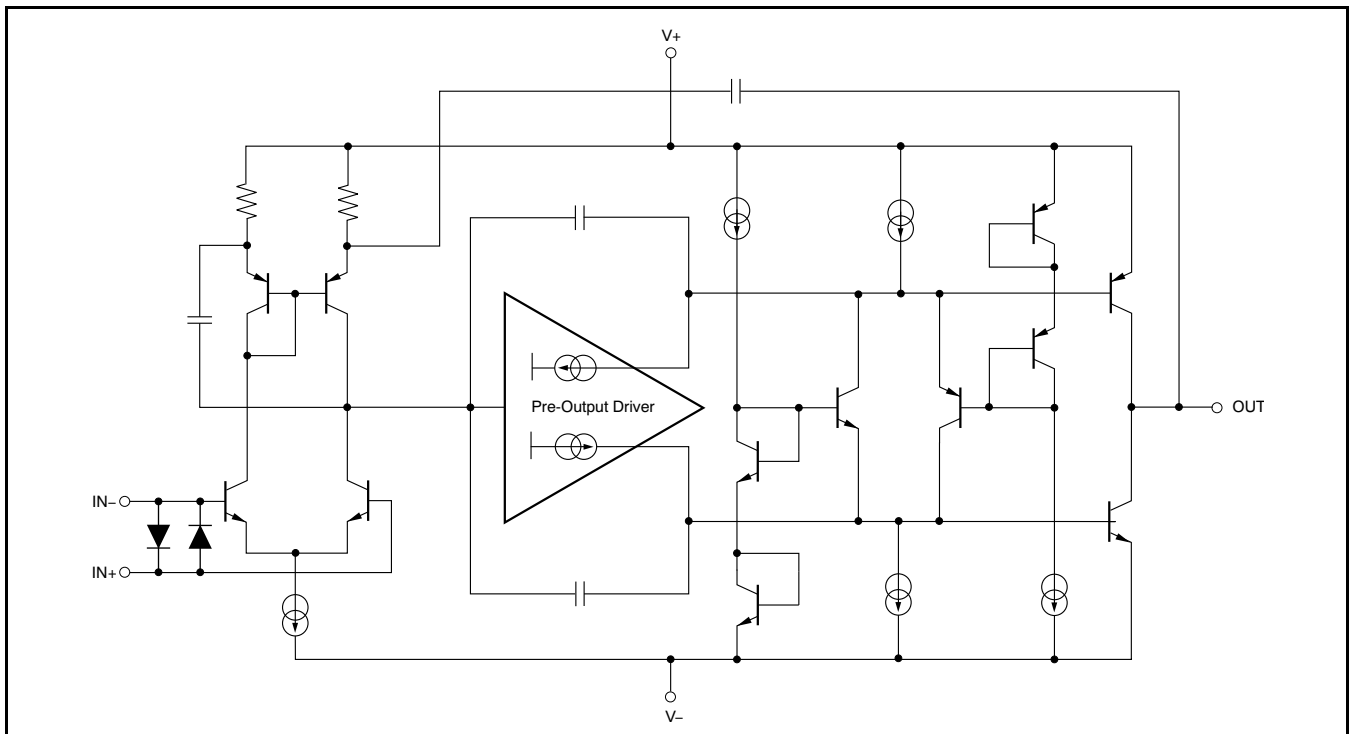 V+
Pre-Output Driver
OUT
IN–
IN+
V–